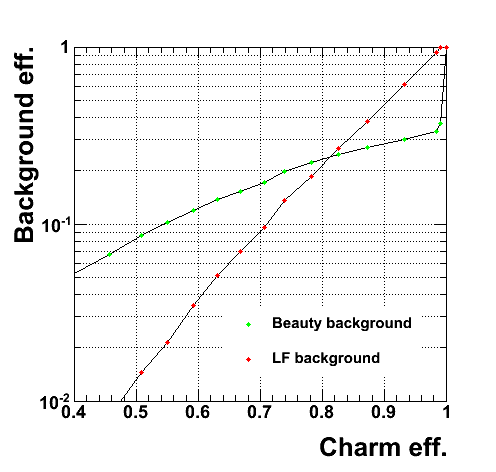 Background eff.
1
10-1
10-2
Beauty background
LF background
0.4 0.5 0.6 0.7 0.8 0.9 1
Charm eff.